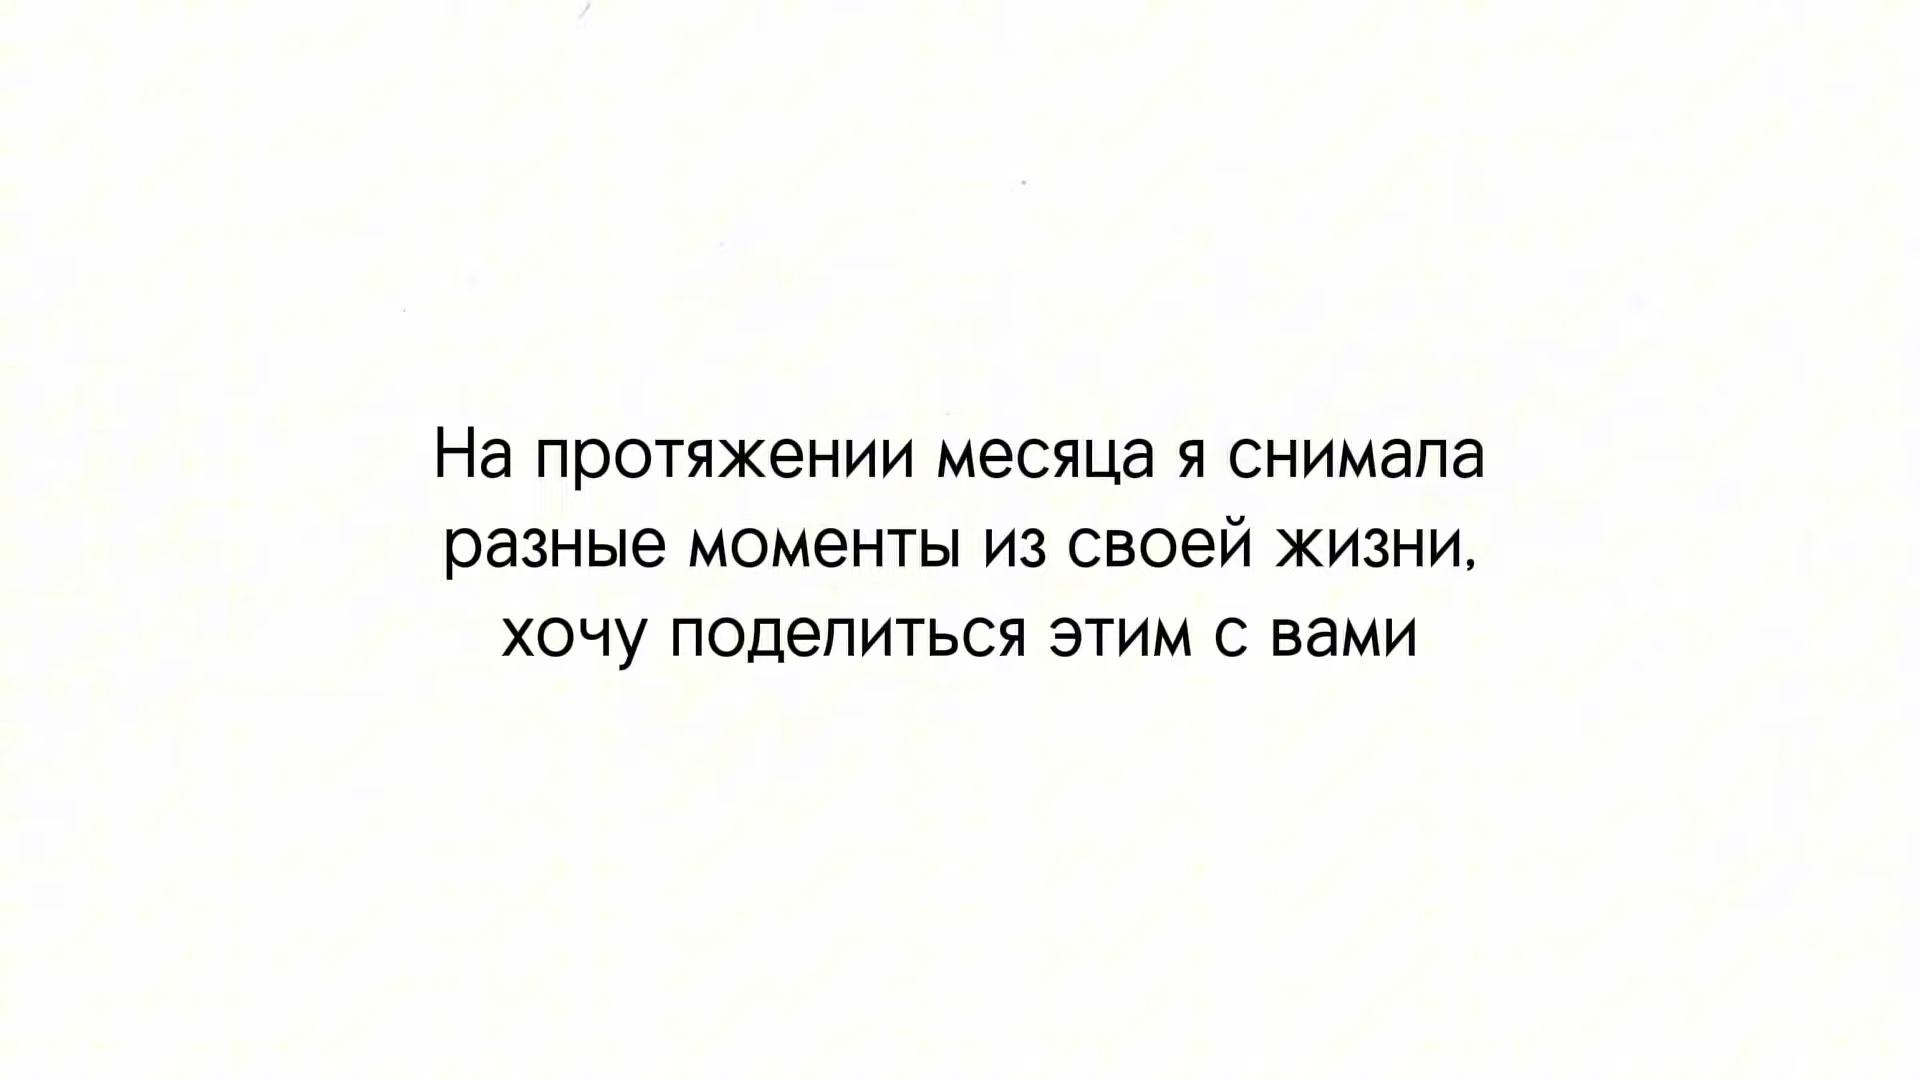 На протяжении месяца я снимала
разные моменты из своей жизни,
хочу поделиться этим с вами